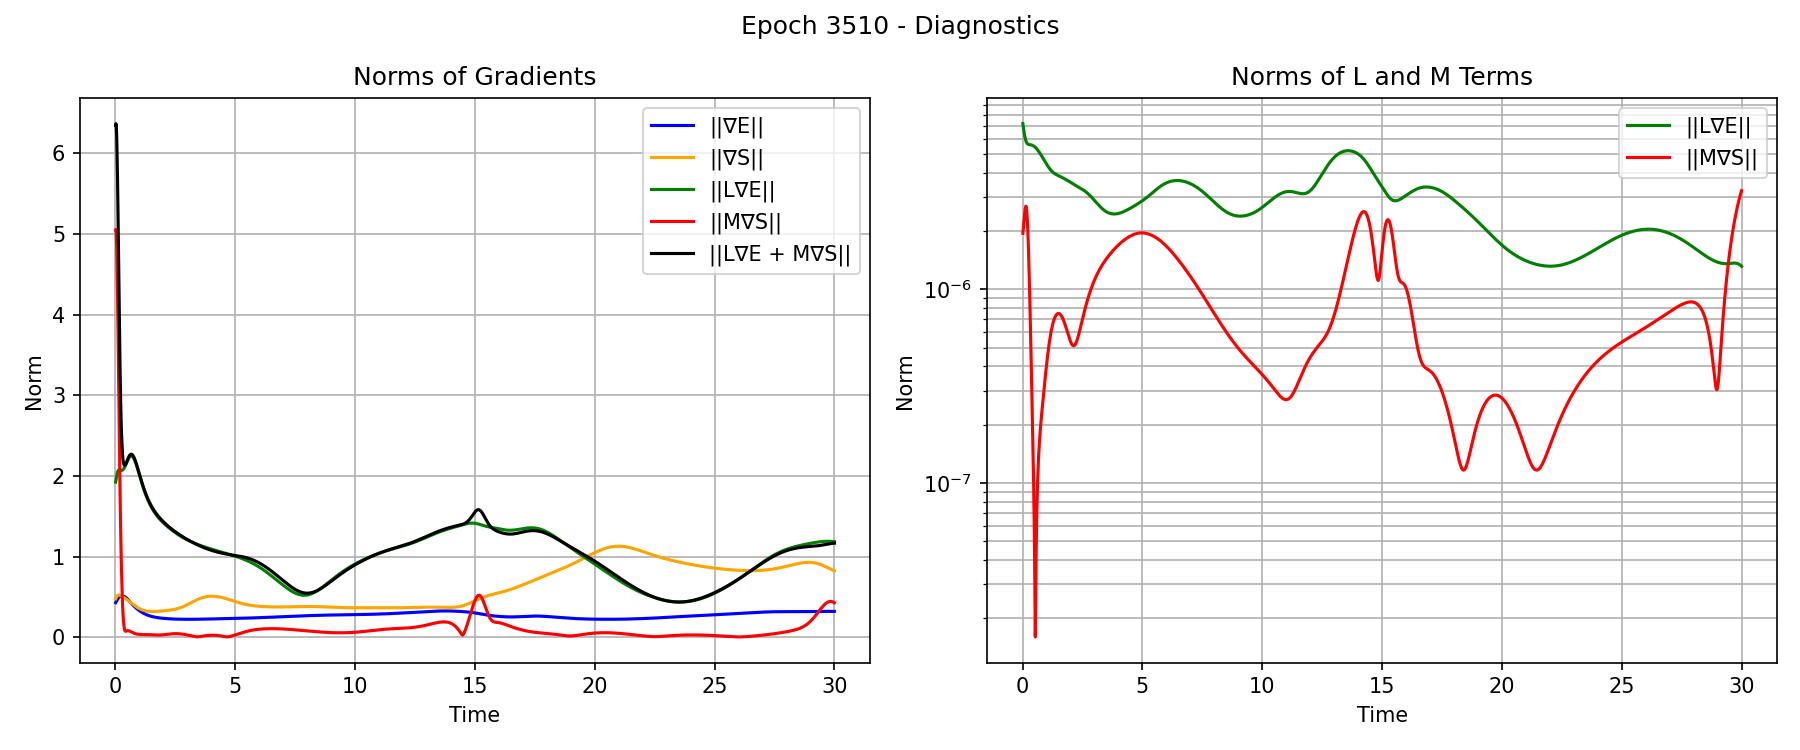 Epoch 3510 - Diagnostics
Norms of Gradients
Norm
6
5
4
3
2
1
0
||∇E||
||∇S||
||L∇E||
||M∇S||
||L∇E + M∇S||
0 5 10 15 20 25 30
Time
Norms of L and M Terms
Norm
10⁻⁶
10⁻⁷
||L∇E||
||M∇S||
0 5 10 15 20 25 30
Time